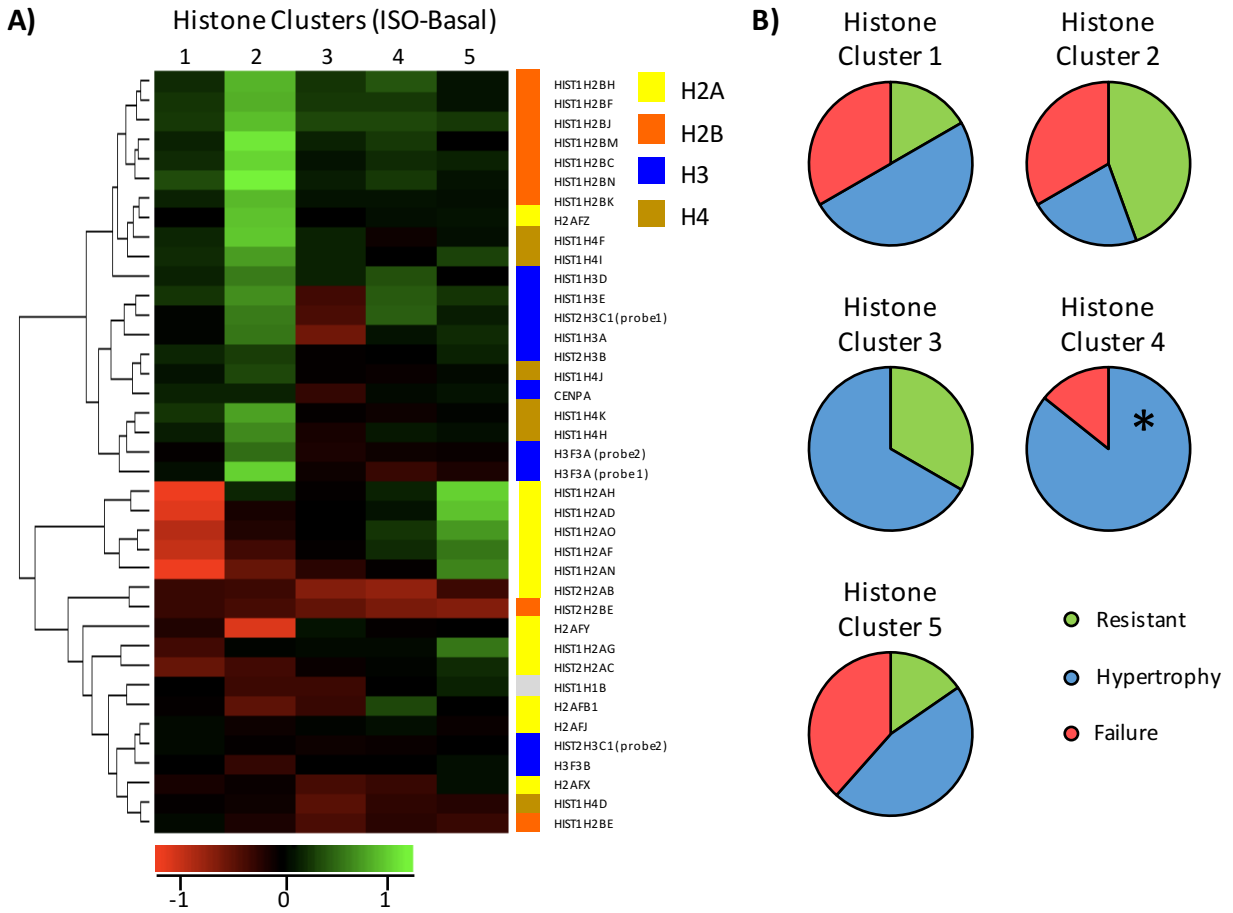 A)
Histone Clusters (ISO-Basal)
1 2 3 4 5
HIST1H2BH
HIST1H2BF
HIST1H2BJ
HIST1H2BM
HIST1H2BC
HIST1H2BN
HIST1H2BK
H2AFZ
HIST1H4F
HIST1H4I
HIST1H3D
HIST1H3E
HIST2H3C1(probe1)
HIST1H3A
HIST2H3B
HIST1H4J
CENPA
HIST1H4K
HIST1H4H
H3F3A (probe2)
H3F3A (probe1)
HIST1H2AH
HIST1H2AD
HIST1H2AO
HIST1H2AF
HIST1H2AN
HIST2H2AB
HIST2H2BE
H2AFY
HIST1H2AG
HIST2H2AC
HIST1H1B
H2AFB1
H2AFJ
HIST2H3C1(probe2)
H3F3B
H2AFX
HIST1H4D
HIST1H2BE
H2A
H2B
H3
H4
-1 0 1
B)
Histone
Cluster 1
Histone
Cluster 2
Histone
Cluster 3
Histone
Cluster 4
*
Histone
Cluster 5
Resistant
Hypertrophy
Failure